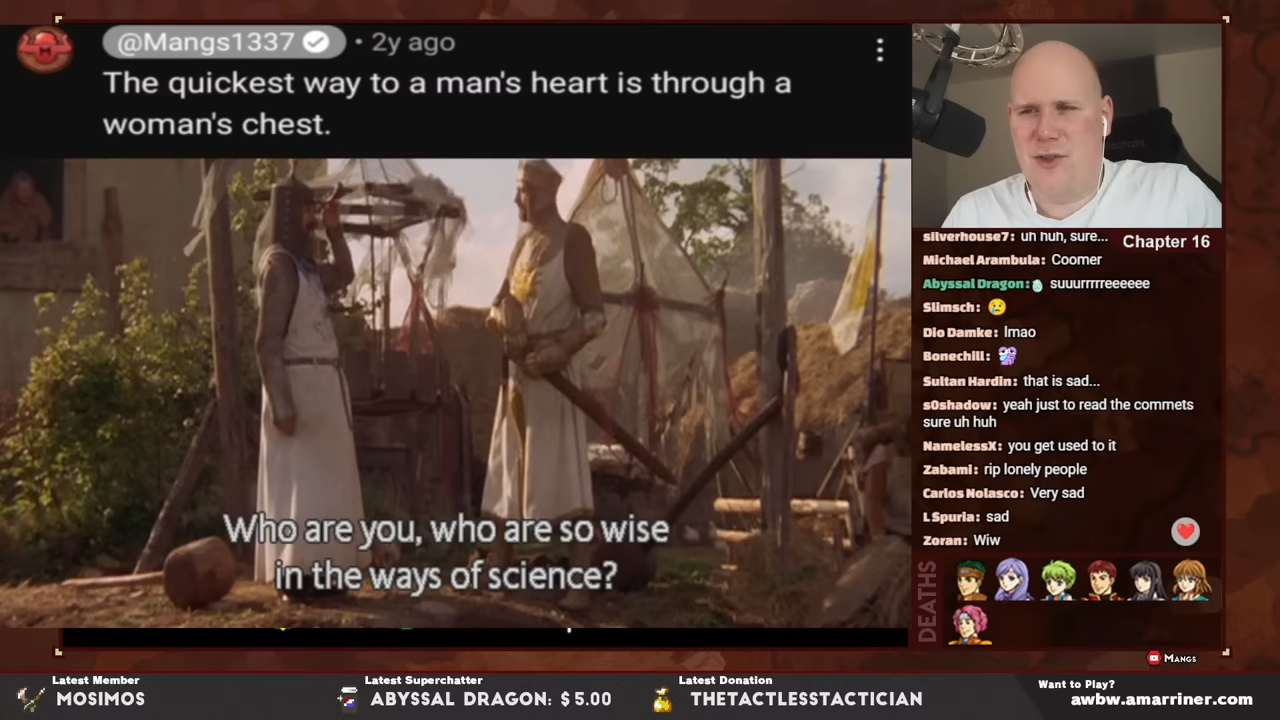 @Mangs1337 • 2y ago
The quickest way to a man's heart is through a
woman's chest.
Who are you, who are so wise
in the ways of science?
Chapter 16
silverhouse7: uh huh, sure...
Michael Arambula: Coomer
Abyssal Dragon: suuurrrrreeeeee
Slimsch: 😢
Dio Damke: lmao
Bonechill:
Sultan Hardin: that is sad...
s0shadow: yeah just to read the commets
sure uh huh
NamelessX: you get used to it
Zabami: rip lonely people
Carlos Nolasco: Very sad
L Spuria: sad
Zoran: Wiw
DEATHS
MANGS
Latest Member
MOSIMOS
Latest Superchatter
ABYSSAL DRAGON: $5.00
Latest Donation
THETACTLESSTACTICIAN
Want to Play?
awbw.amarriner.com